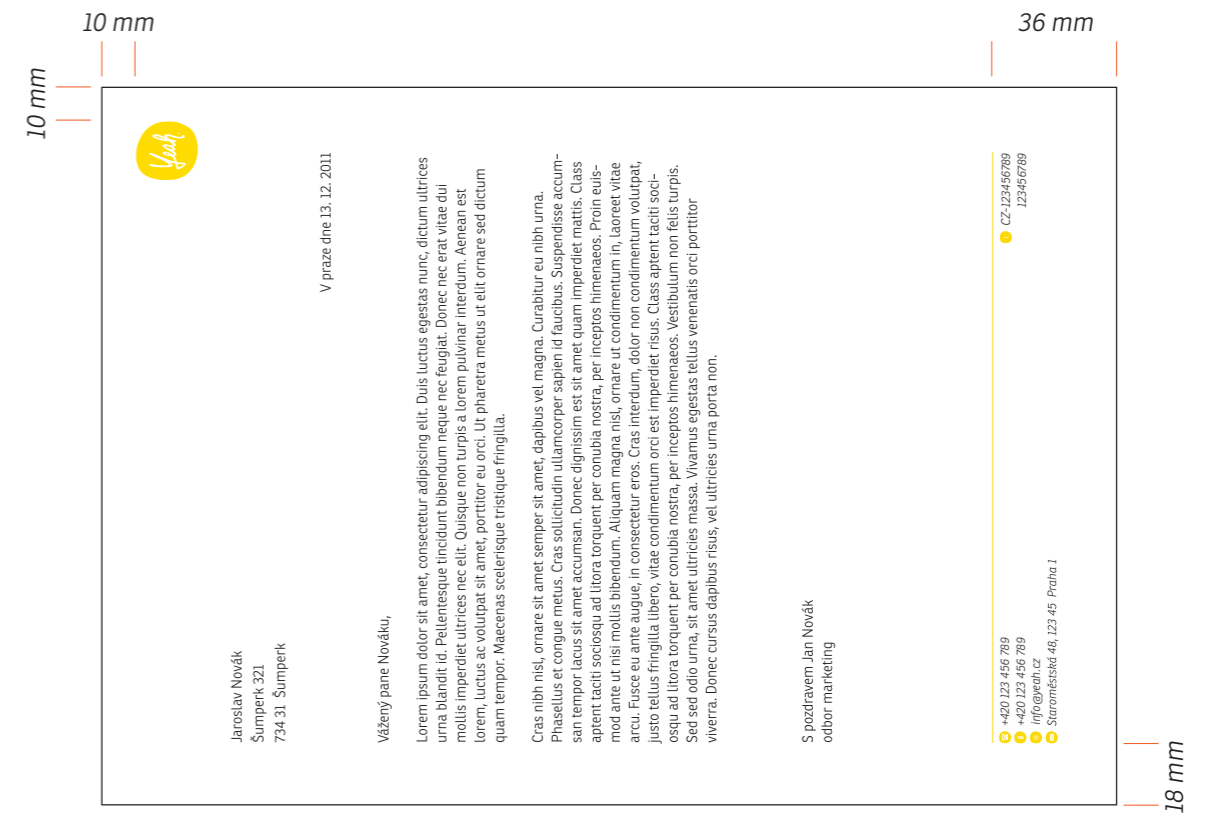 10 mm
36 mm
10 mm
18 mm
Yeah
V praze dne 13. 12. 2011
Jaroslav Novák
Šumperk 321
734 31 Šumperk
Vážený pane Nováku,
Lorem ipsum dolor sit amet, consectetur adipiscing elit. Duis luctus egestas nunc, dictum ultrices
urna blandit id. Pellentesque tincidunt bibendum neque nec feugiat. Donec nec erat vitae dui
mollis imperdiet ultrices nec elit. Quisque non turpis a lorem pulvinar interdum. Aenean est
lorem, luctus ac volutpat sit amet, porttitor eu orci. Ut pharetra metus ut elit ornare sed dictum
quam tempor. Maecenas scelerisque tristique fringilla.
Cras nibh nisl, ornare sit amet semper sit amet, dapibus vel magna. Curabitur eu nibh urna.
Phasellus et congue metus. Cras sollicitudin ullamcorper sapien id faucibus. Suspendisse accum-
san tempor lacus sit amet accumsan. Donec dignissim est sit amet quam imperdiet mattis. Class
aptent taciti sociosqu ad litora torquent per conubia nostra, per inceptos himenaeos. Proin euis-
mod ante ut nisi mollis bibendum. Aliquam magna nisl, ornare ut condimentum in, laoreet vitae
arcu. Fusce eu ante augue, in consectetur eros. Cras interdum, dolor non condimentum volutpat,
justo tellus fringilla libero, vitae condimentum orci est imperdiet risus. Class aptent taciti soci-
osqu ad litora torquent per conubia nostra, per inceptos himenaeos. Vestibulum non felis turpis.
Sed sed odio urna, sit amet ultricies massa. Vivamus egestas tellus venenatis orci porttitor
viverra. Donec cursus dapibus risus, vel ultricies urna porta non.
S pozdravem Jan Novák
odbor marketing
+420 123 456 789
+420 123 456 789
info@yeah.cz
Staroměstská 48, 123 45 Praha 1
CZ-123456789
123456789